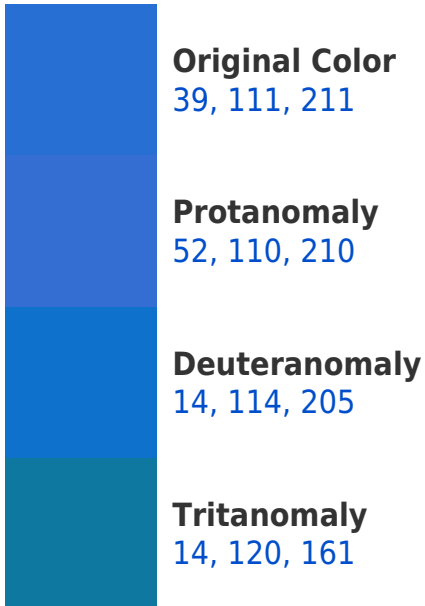 Original Color
39, 111, 211
Protanomaly
52, 110, 210
Deuteranomaly
14, 114, 205
Tritanomaly
14, 120, 161